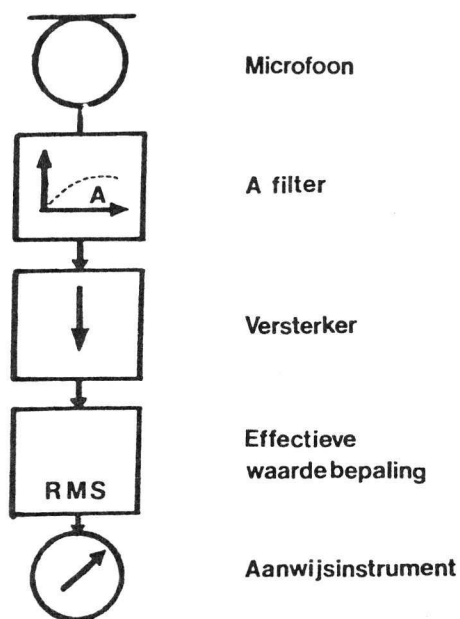 Microfoon
A
A filter
Versterker
Effectieve
waardebepaling
RMS
Aanwijsinstrument